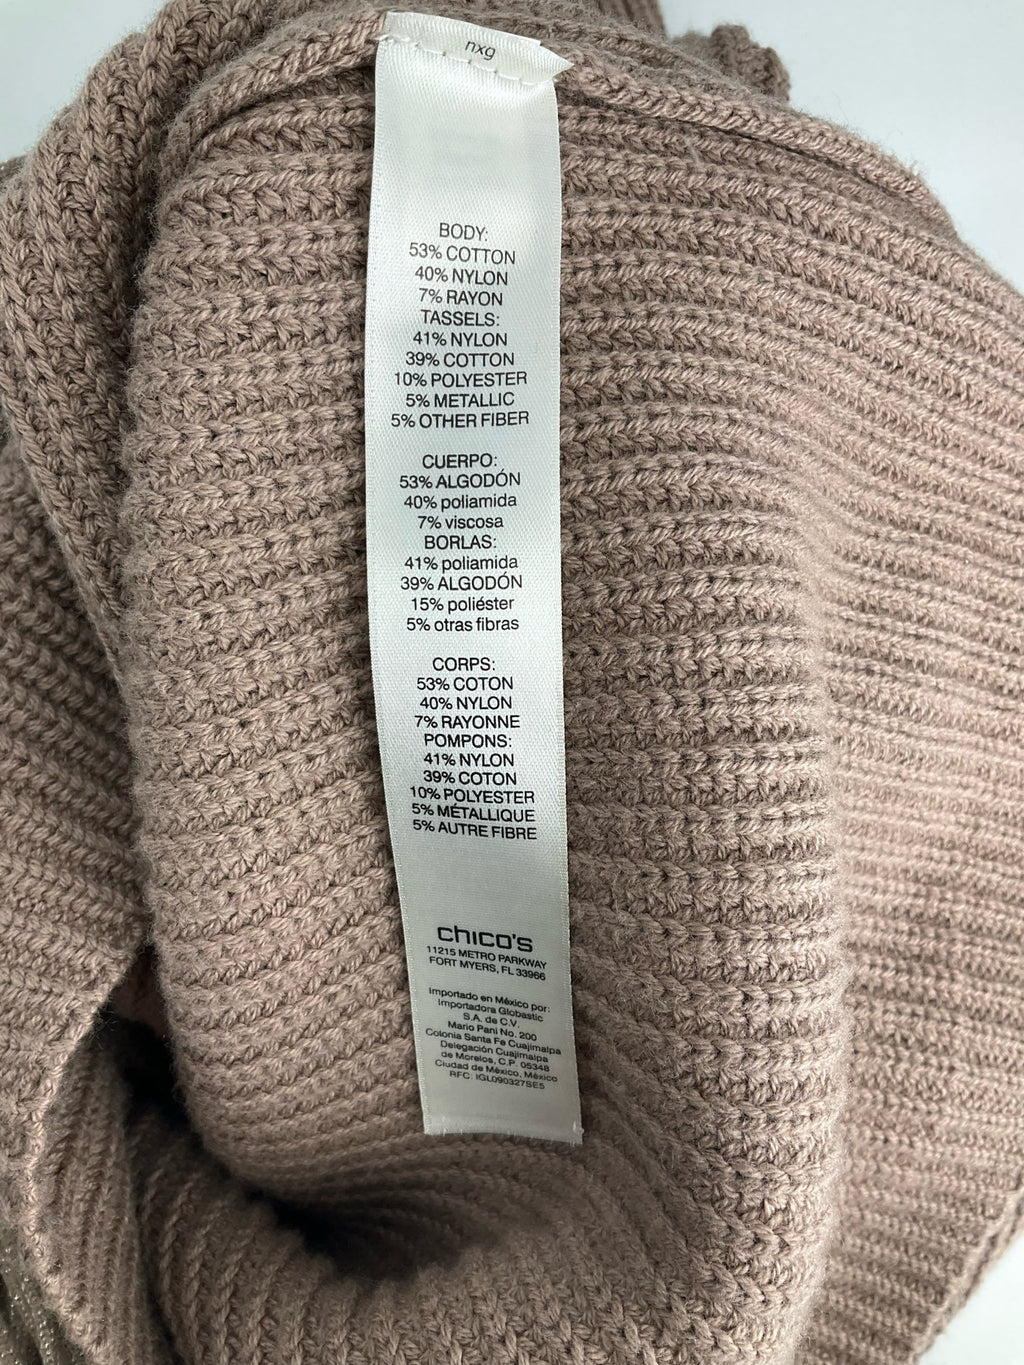 nxg
BODY:
53% COTTON
40% NYLON
7% RAYON
TASSELS:
41% NYLON
39% COTTON
10% POLYESTER
5% METALLIC
5% OTHER FIBER
CUERPO:
53% ALGODÓN
40% poliamida
7% viscosa
BORLAS:
41% poliamida
39% ALGODÓN
15% poliéster
5% otras fibras
CORPS:
53% COTON
40% NYLON
7% RAYONNE
POMPONS:
41% NYLON
39% COTON
10% POLYESTER
5% MÉTALLIQUE
5% AUTRE FIBRE
chico's
11215 METRO PARKWAY
FORT MYERS, FL 33966
Importado en México por:
Importadora Globastic
S.A. de C.V.
Mario Pani No. 200
Colonia Santa Fe Cuajimalpa
Delegación Cuajimalpa
de Morelos, C.P. 05348
Ciudad de México, México
RFC. IGL090327SE5